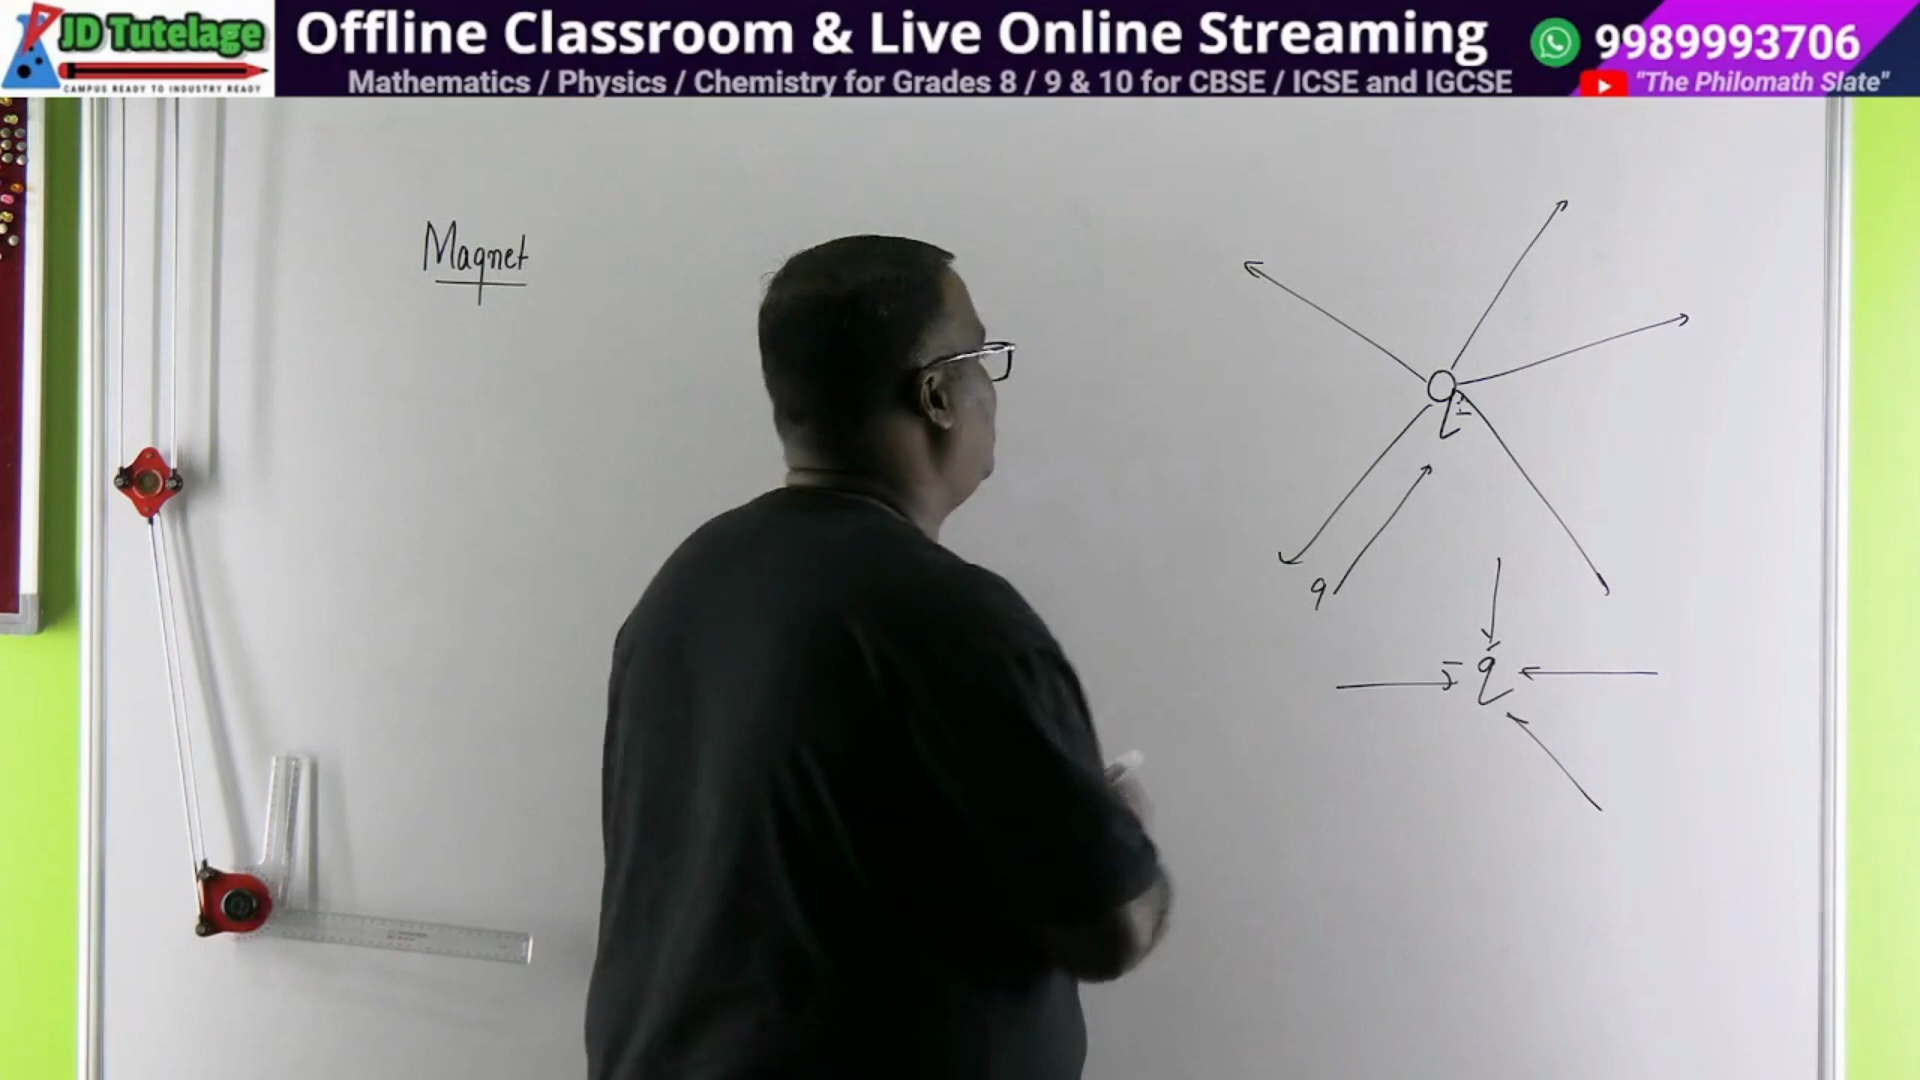 JD Tutelage
CAMPUS READY TO INDUSTRY READY
Offline Classroom & Live Online Streaming
9989993706
Mathematics / Physics / Chemistry for Grades 8 / 9 & 10 for CBSE / ICSE and IGCSE
"The Philomath Slate"
Magnet
q
q